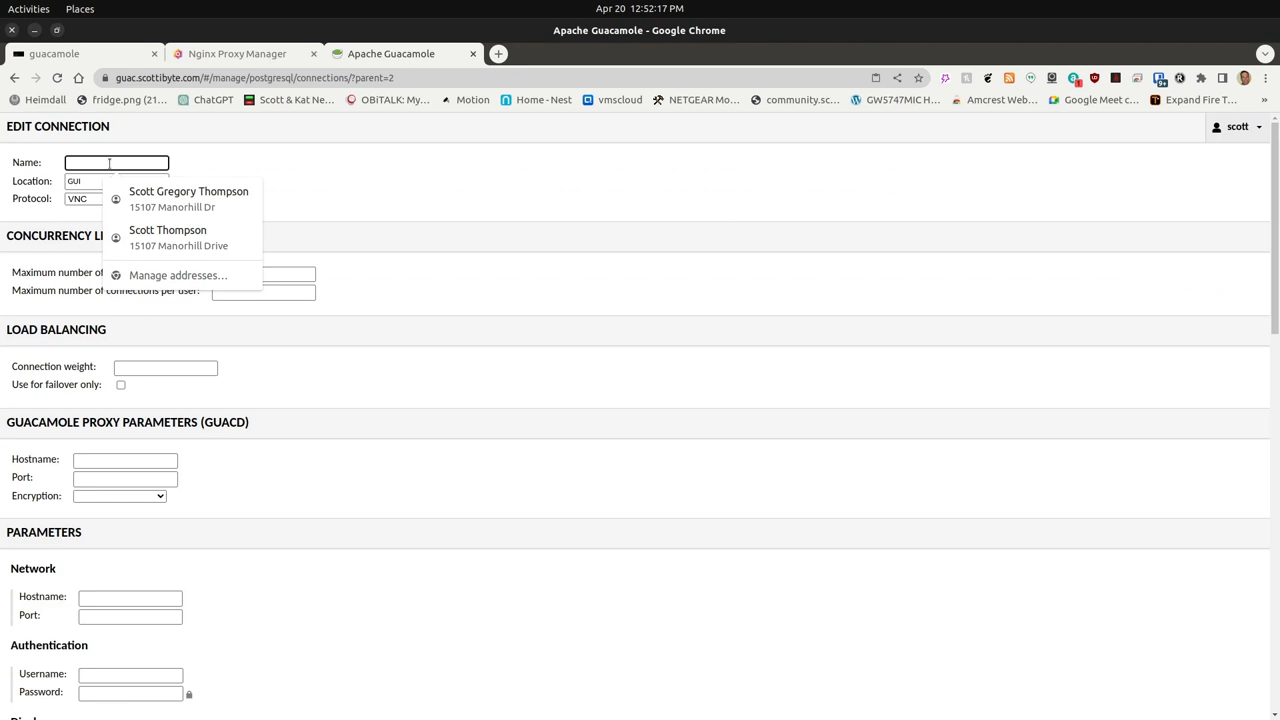 Activities Places Apr 20 12:52:17 PM
Apache Guacamole - Google Chrome
guacamole Nginx Proxy Manager Apache Guacamole
guac.scottibyte.com/#/manage/postgresql/connections/?parent=2
Heimdall fridge.png (21... ChatGPT Scott & Kat Ne... OBiTALK: My... Motion Home - Nest vmscloud NETGEAR Mo... community.sc... GW5747MIC H... Amcrest Web... Google Meet c... Expand Fire T... »
EDIT CONNECTION scott
Name:
Location: GUI
Protocol: VNC
Scott Gregory Thompson
15107 Manorhill Dr
Scott Thompson
15107 Manorhill Drive
Manage addresses...
CONCURRENCY LI
Maximum number of
Maximum number of connections per user:
LOAD BALANCING
Connection weight:
Use for failover only:
GUACAMOLE PROXY PARAMETERS (GUACD)
Hostname:
Port:
Encryption:
PARAMETERS
Network
Hostname:
Port:
Authentication
Username:
Password: